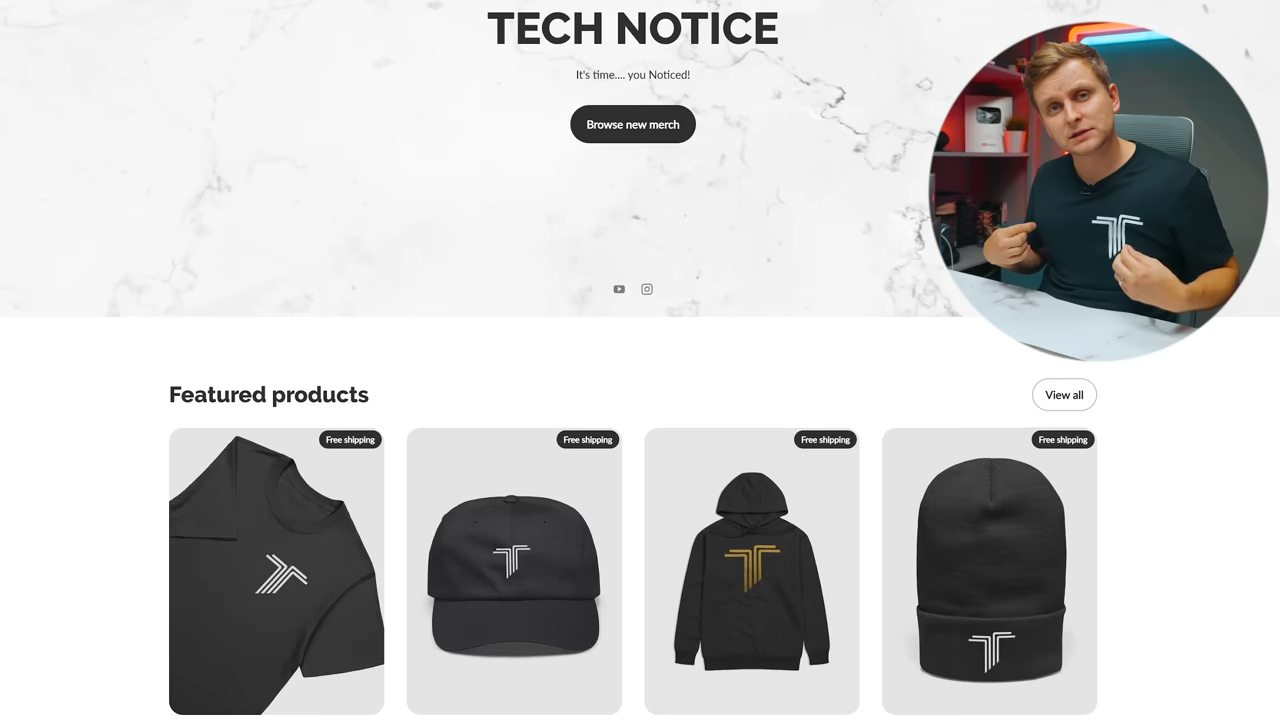 TECH NOTICE
It's time.... you Noticed!
Browse new merch
Featured products
View all
Free shipping
Free shipping
Free shipping
Free shipping